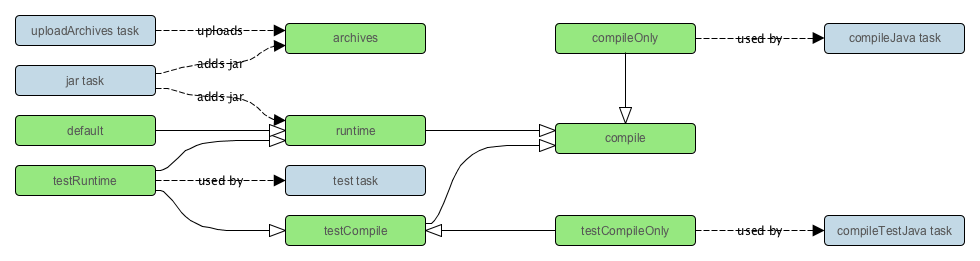 uploadArchives task
uploads
archives
compileOnly
used by
compileJava task
adds jar
jar task
adds jar
default
runtime
compile
testRuntime
used by
test task
testCompile
testCompileOnly
used by
compileTestJava task